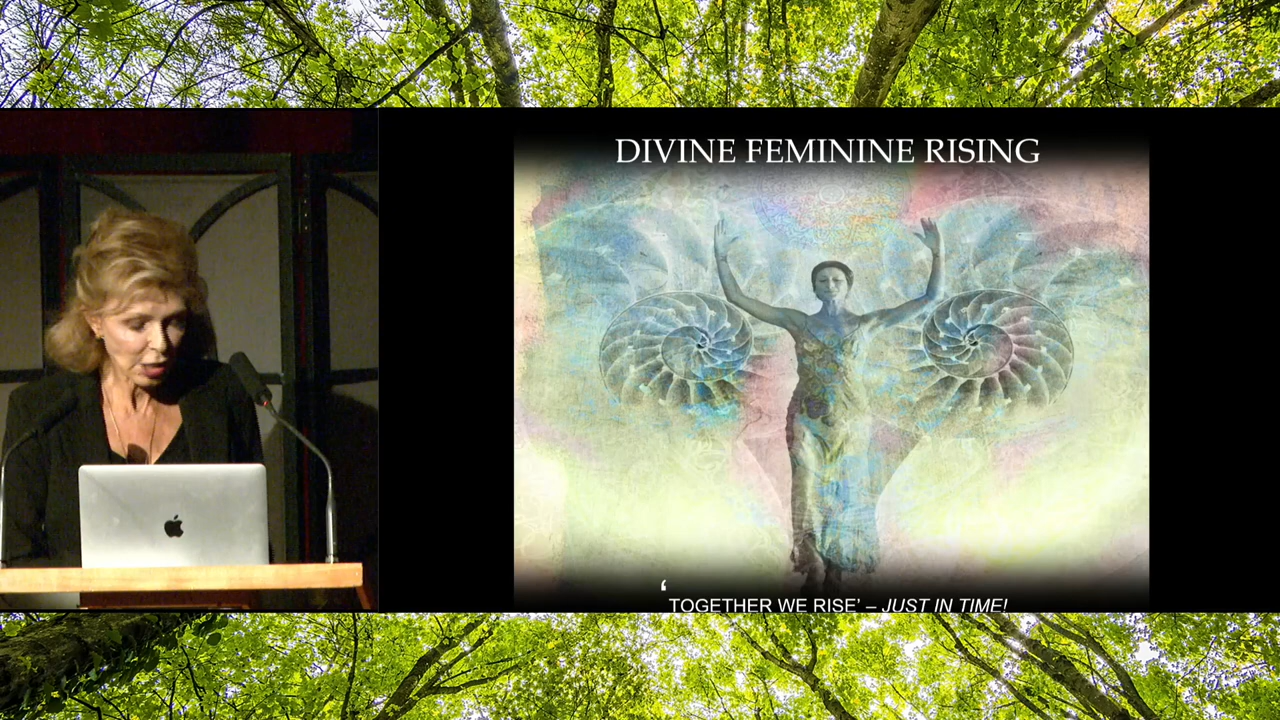 DIVINE FEMININE RISING
‘TOGETHER WE RISE’ – JUST IN TIME!